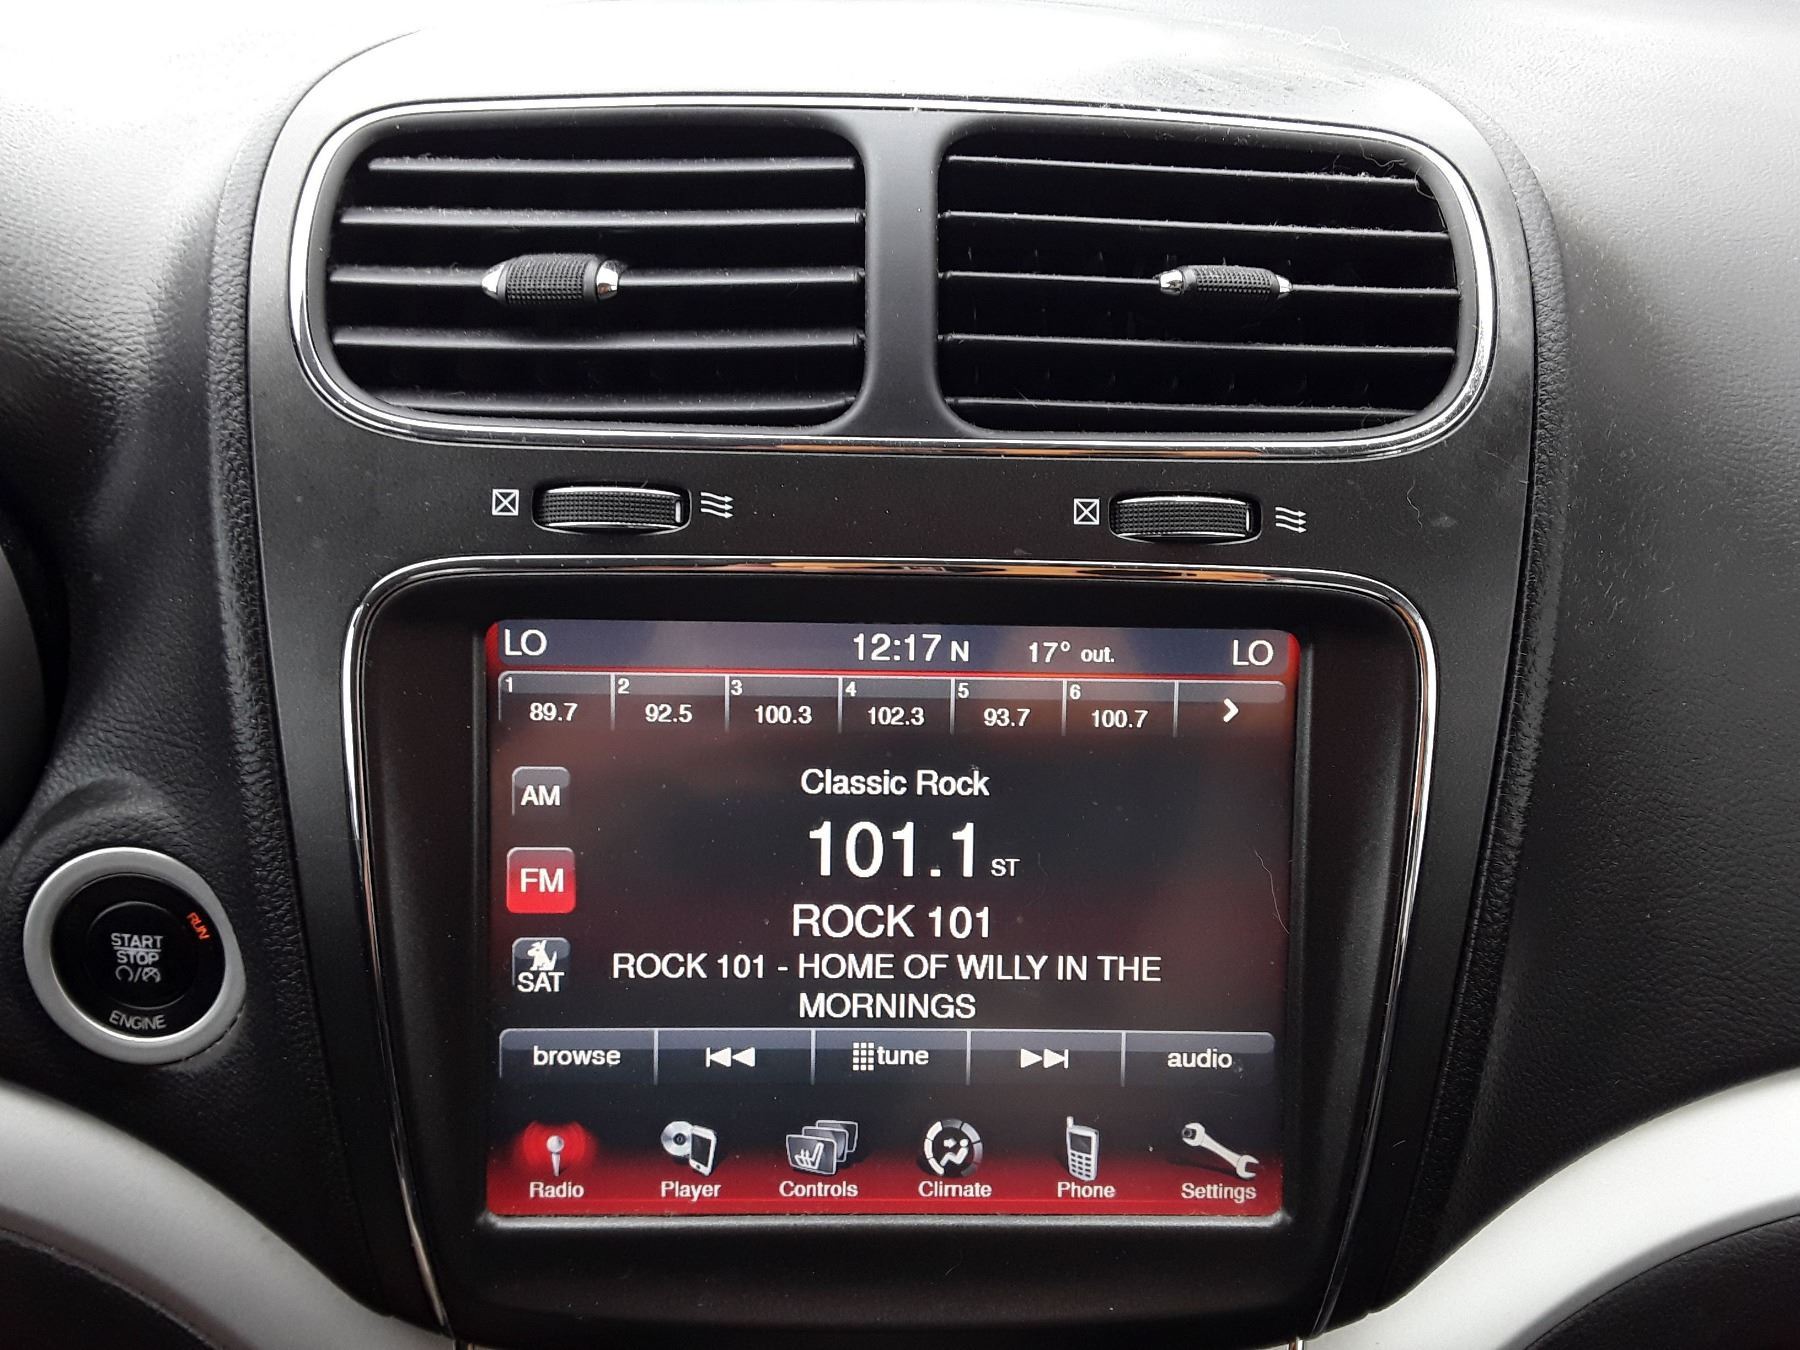 LO 12:17 N 17° out. LO
1 2 3 4 5 6
89.7 92.5 100.3 102.3 93.7 100.7
Classic Rock
AM
101.1 ST
FM
ROCK 101
SAT
ROCK 101 - HOME OF WILLY IN THE
MORNINGS
browse tune audio
Radio Player Controls Climate Phone Settings
RUN
START
STOP
ENGINE